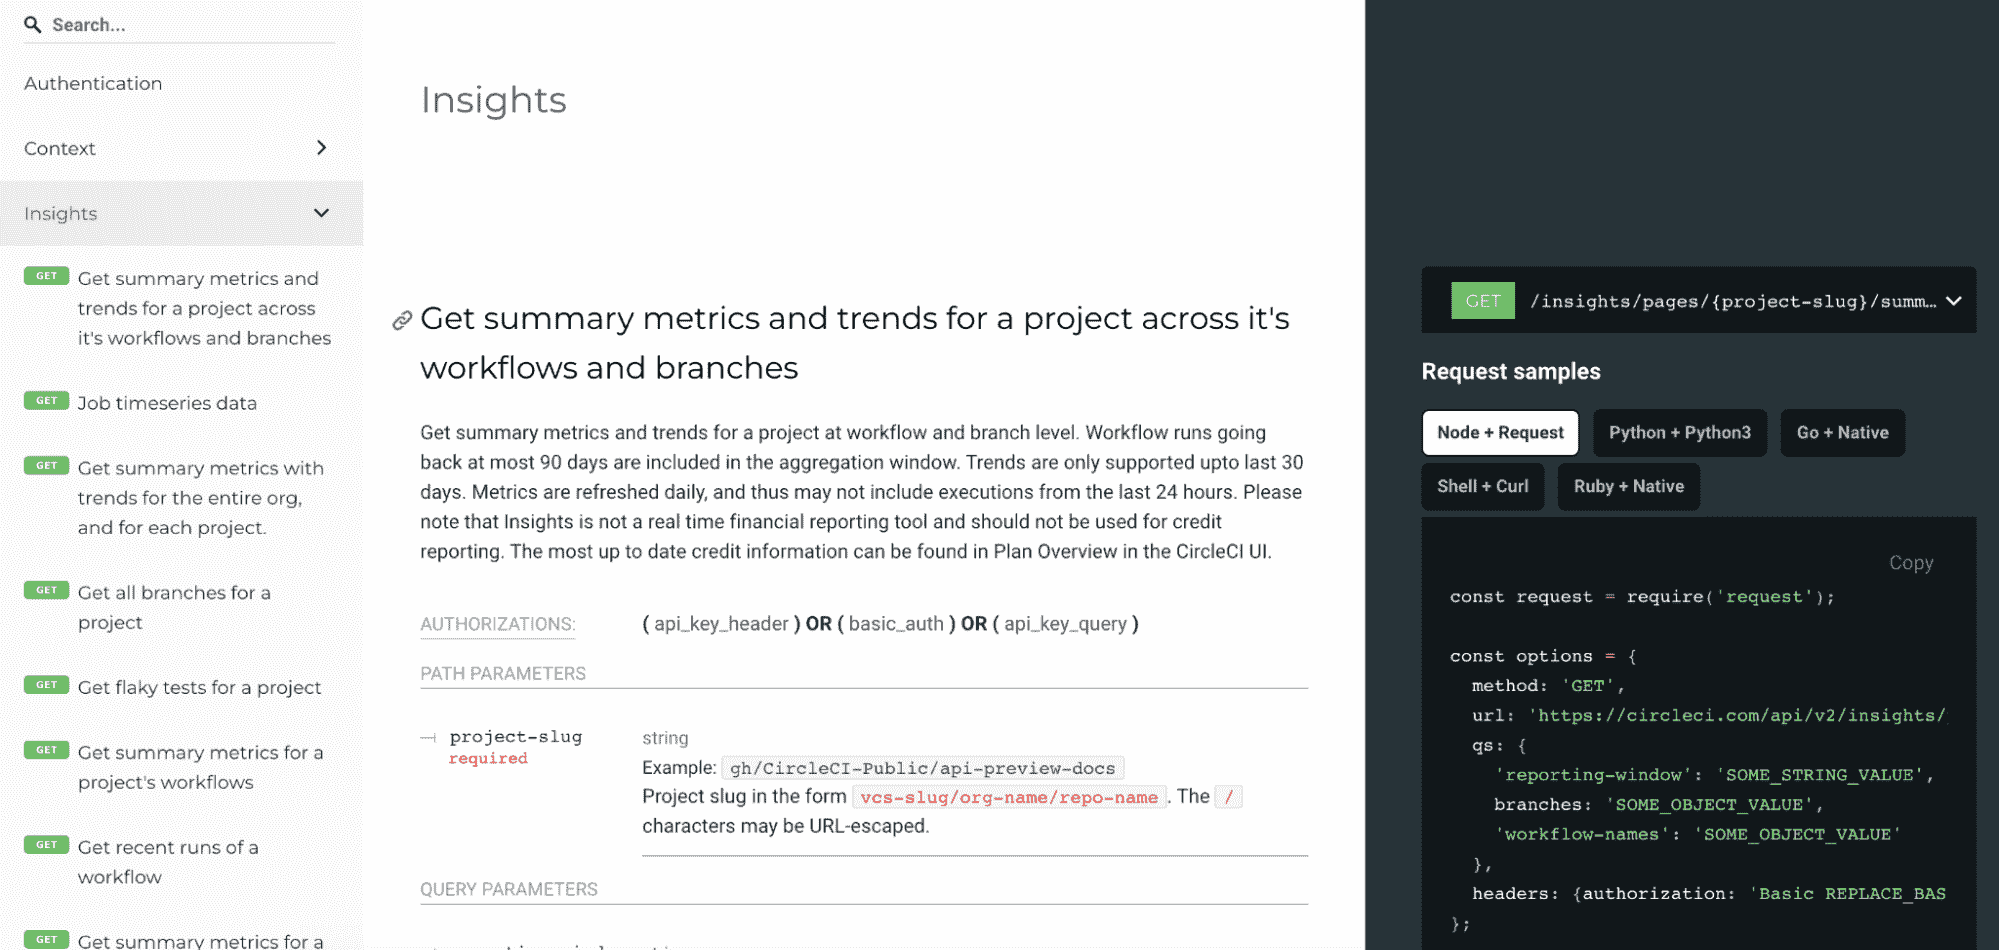 Search...
Authentication
Context
Insights
GET Get summary metrics and
trends for a project across
it's workflows and branches
GET Job timeseries data
GET Get summary metrics with
trends for the entire org,
and for each project.
GET Get all branches for a
project
GET Get flaky tests for a project
GET Get summary metrics for a
project's workflows
GET Get recent runs of a
workflow
GET Get summary metrics for a
Insights
Get summary metrics and trends for a project across it's
workflows and branches
Get summary metrics and trends for a project at workflow and branch level. Workflow runs going
back at most 90 days are included in the aggregation window. Trends are only supported upto last 30
days. Metrics are refreshed daily, and thus may not include executions from the last 24 hours. Please
note that Insights is not a real time financial reporting tool and should not be used for credit
reporting. The most up to date credit information can be found in Plan Overview in the CircleCI UI.
AUTHORIZATIONS: ( api_key_header ) OR ( basic_auth ) OR ( api_key_query )
PATH PARAMETERS
project-slug string
required
Example: gh/CircleCI-Public/api-preview-docs
Project slug in the form vcs-slug/org-name/repo-name. The /
characters may be URL-escaped.
QUERY PARAMETERS
GET /insights/pages/{project-slug}/summ…
Request samples
Node + Request Python + Python3 Go + Native
Shell + Curl Ruby + Native
Copy
const request = require('request');
const options = {
method: 'GET',
url: 'https://circleci.com/api/v2/insights/
qs: {
'reporting-window': 'SOME_STRING_VALUE',
branches: 'SOME_OBJECT_VALUE',
'workflow-names': 'SOME_OBJECT_VALUE'
},
headers: {authorization: 'Basic REPLACE_BAS
};